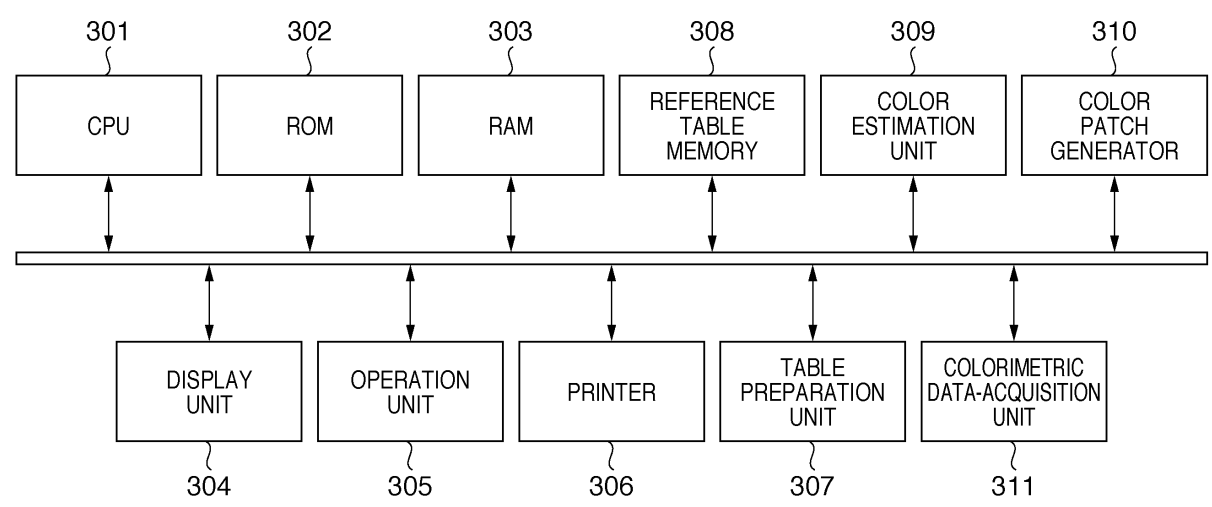 301
302
303
308
309
310
CPU
ROM
RAM
REFERENCE
TABLE
MEMORY
COLOR
ESTIMATION
UNIT
COLOR
PATCH
GENERATOR
DISPLAY
UNIT
OPERATION
UNIT
PRINTER
TABLE
PREPARATION
UNIT
COLORIMETRIC
DATA-ACQUISITION
UNIT
304
305
306
307
311